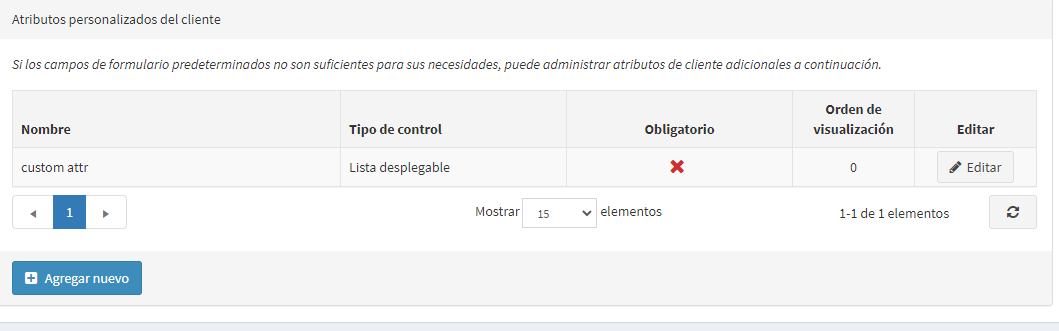 Atributos personalizados del cliente
Si los campos de formulario predeterminados no son suficientes para sus necesidades, puede administrar atributos de cliente adicionales a continuación.
Nombre Tipo de control Obligatorio Orden de visualización Editar
custom attr Lista desplegable 0 Editar
1 Mostrar 15 elementos 1-1 de 1 elementos
Agregar nuevo